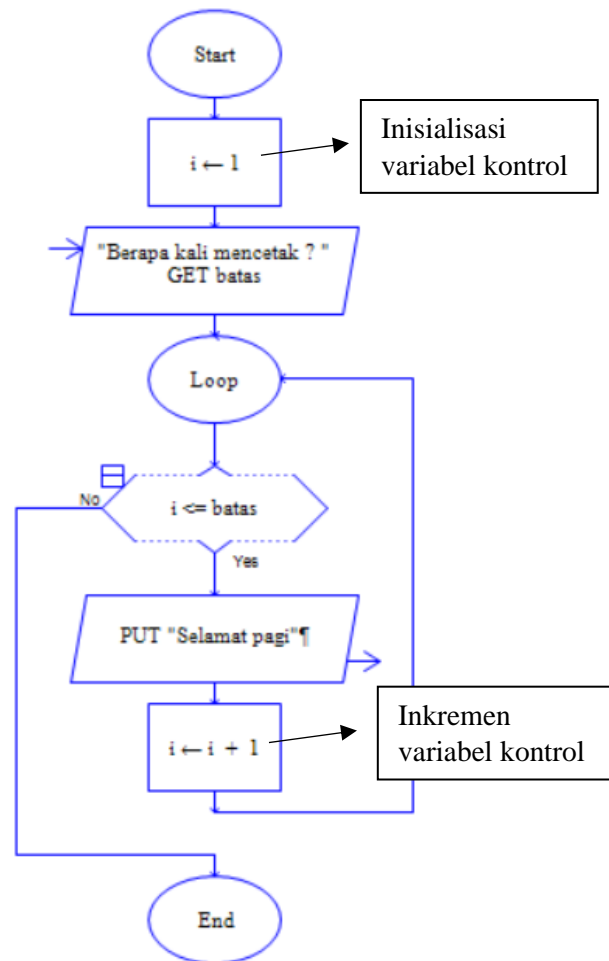 Start
i ← 1
Inisialisasi
variabel kontrol
"Berapa kali mencetak ? "
GET batas
Loop
i <= batas
No
Yes
PUT "Selamat pagi"¶
i ← i + 1
Inkremen
variabel kontrol
End